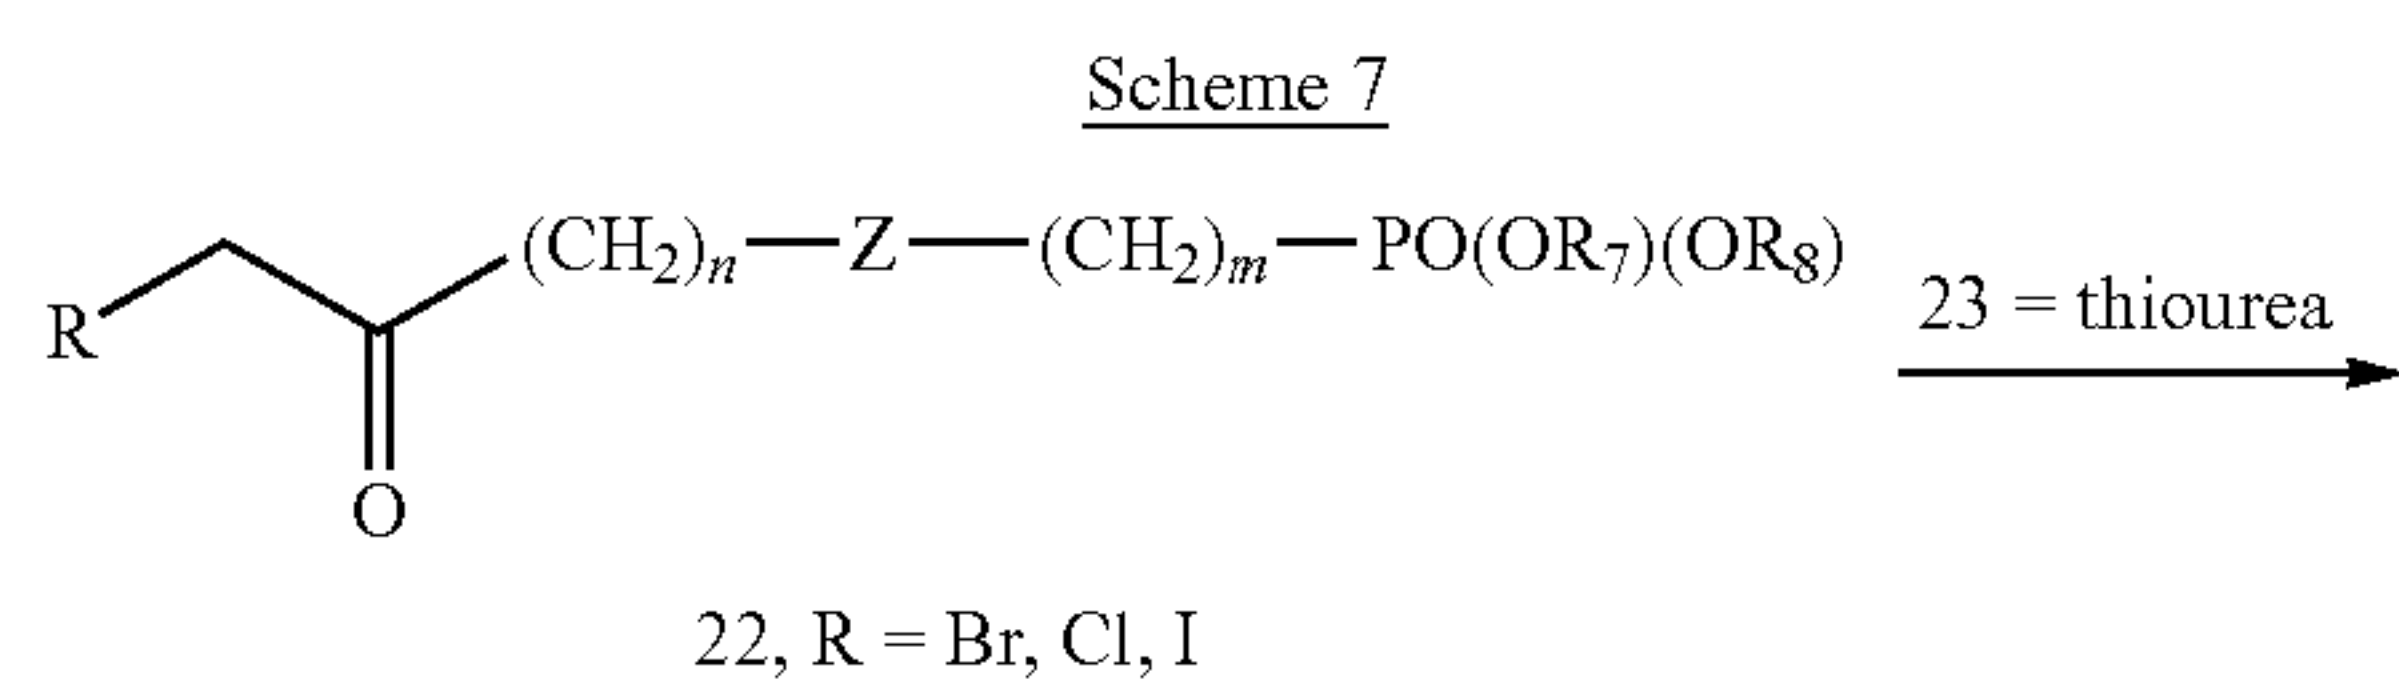 Scheme 7
(CH₂)ₙ—Z—(CH₂)ₘ—PO(OR₇)(OR₈)
23 = thiourea
R
O
22, R = Br, Cl, I